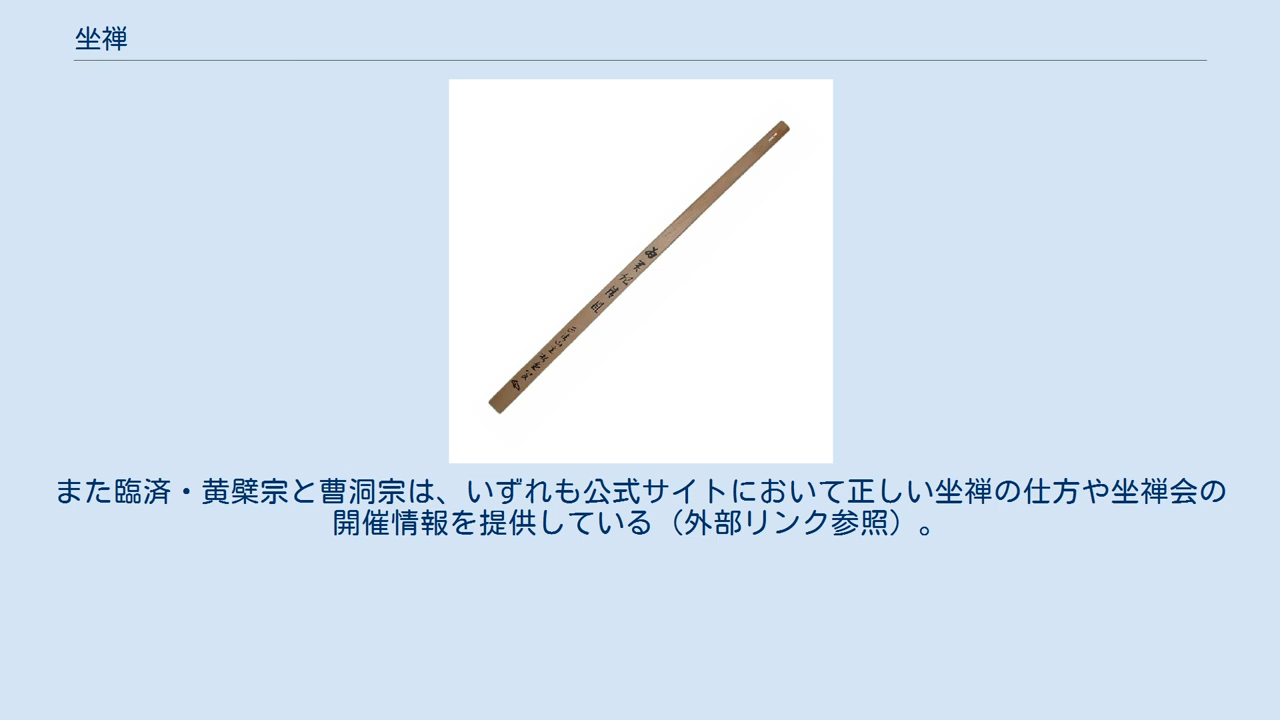 坐禅
また臨済・黄檗宗と曹洞宗は、いずれも公式サイトにおいて正しい坐禅の仕方や坐禅会の
開催情報を提供している（外部リンク参照）。